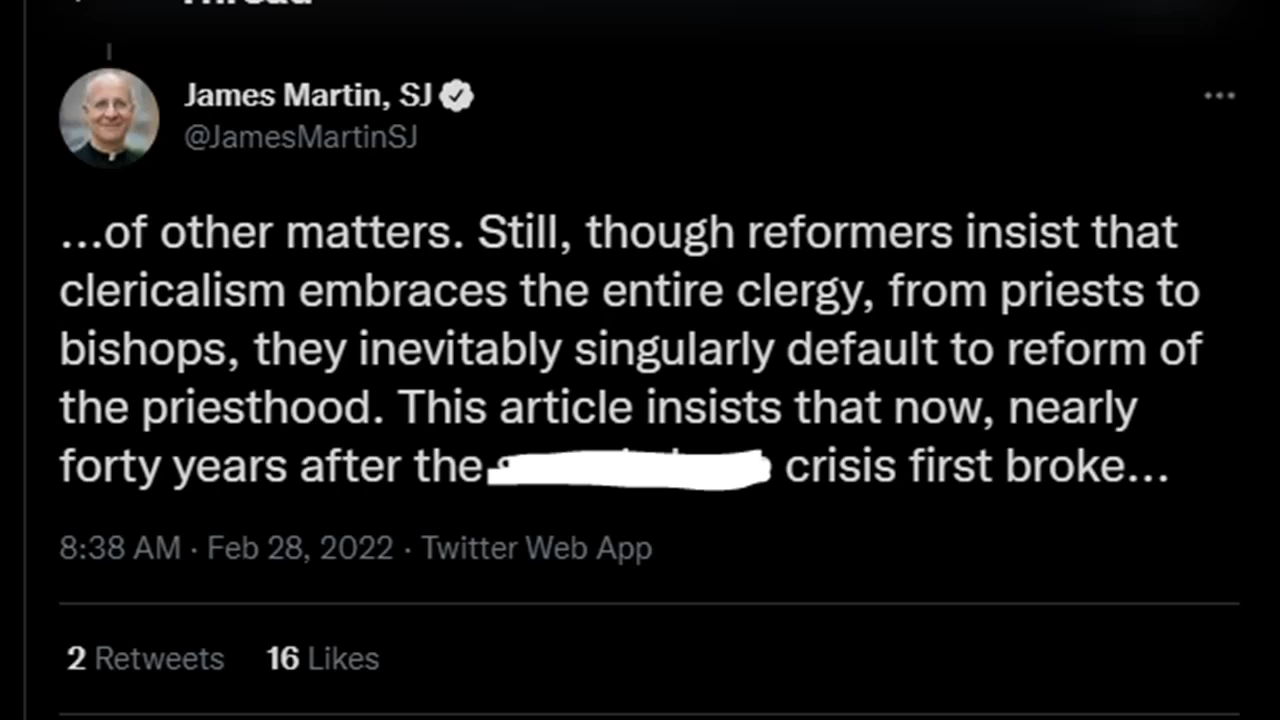 Thread
James Martin, SJ
@JamesMartinSJ
...of other matters. Still, though reformers insist that
clericalism embraces the entire clergy, from priests to
bishops, they inevitably singularly default to reform of
the priesthood. This article insists that now, nearly
forty years after the crisis first broke...
8:38 AM · Feb 28, 2022 · Twitter Web App
2 Retweets 16 Likes